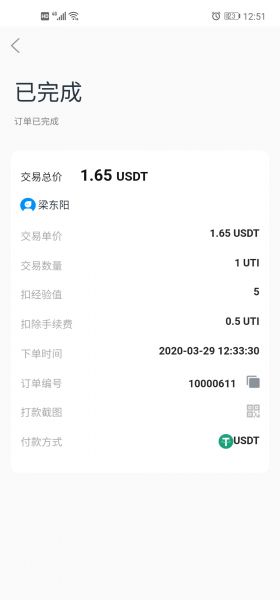 12:51
已完成
订单已完成
交易总价 1.65 USDT
梁东阳
交易单价 1.65 USDT
交易数量 1 UTI
扣经验值 5
扣除手续费 0.5 UTI
下单时间 2020-03-29 12:33:30
订单编号 10000611
打款截图
付款方式 USDT